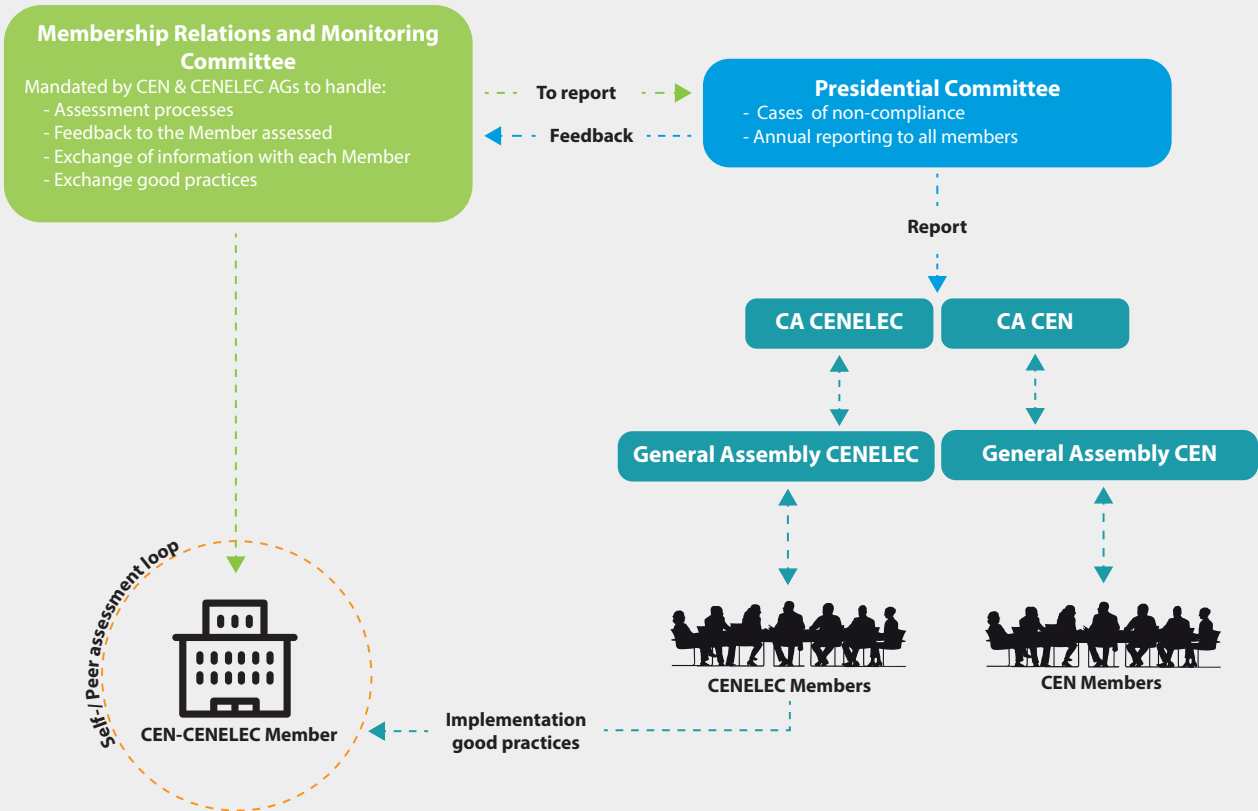 Membership Relations and Monitoring
Committee
Mandated by CEN & CENELEC AGs to handle:
- Assessment processes
- Feedback to the Member assessed
- Exchange of information with each Member
- Exchange good practices
To report
Feedback
Presidential Committee
- Cases of non-compliance
- Annual reporting to all members
Report
CA CENELEC
CA CEN
General Assembly CENELEC
General Assembly CEN
CENELEC Members
CEN Members
Self-/ Peer assessment loop
CEN-CENELEC Member
Implementation
good practices